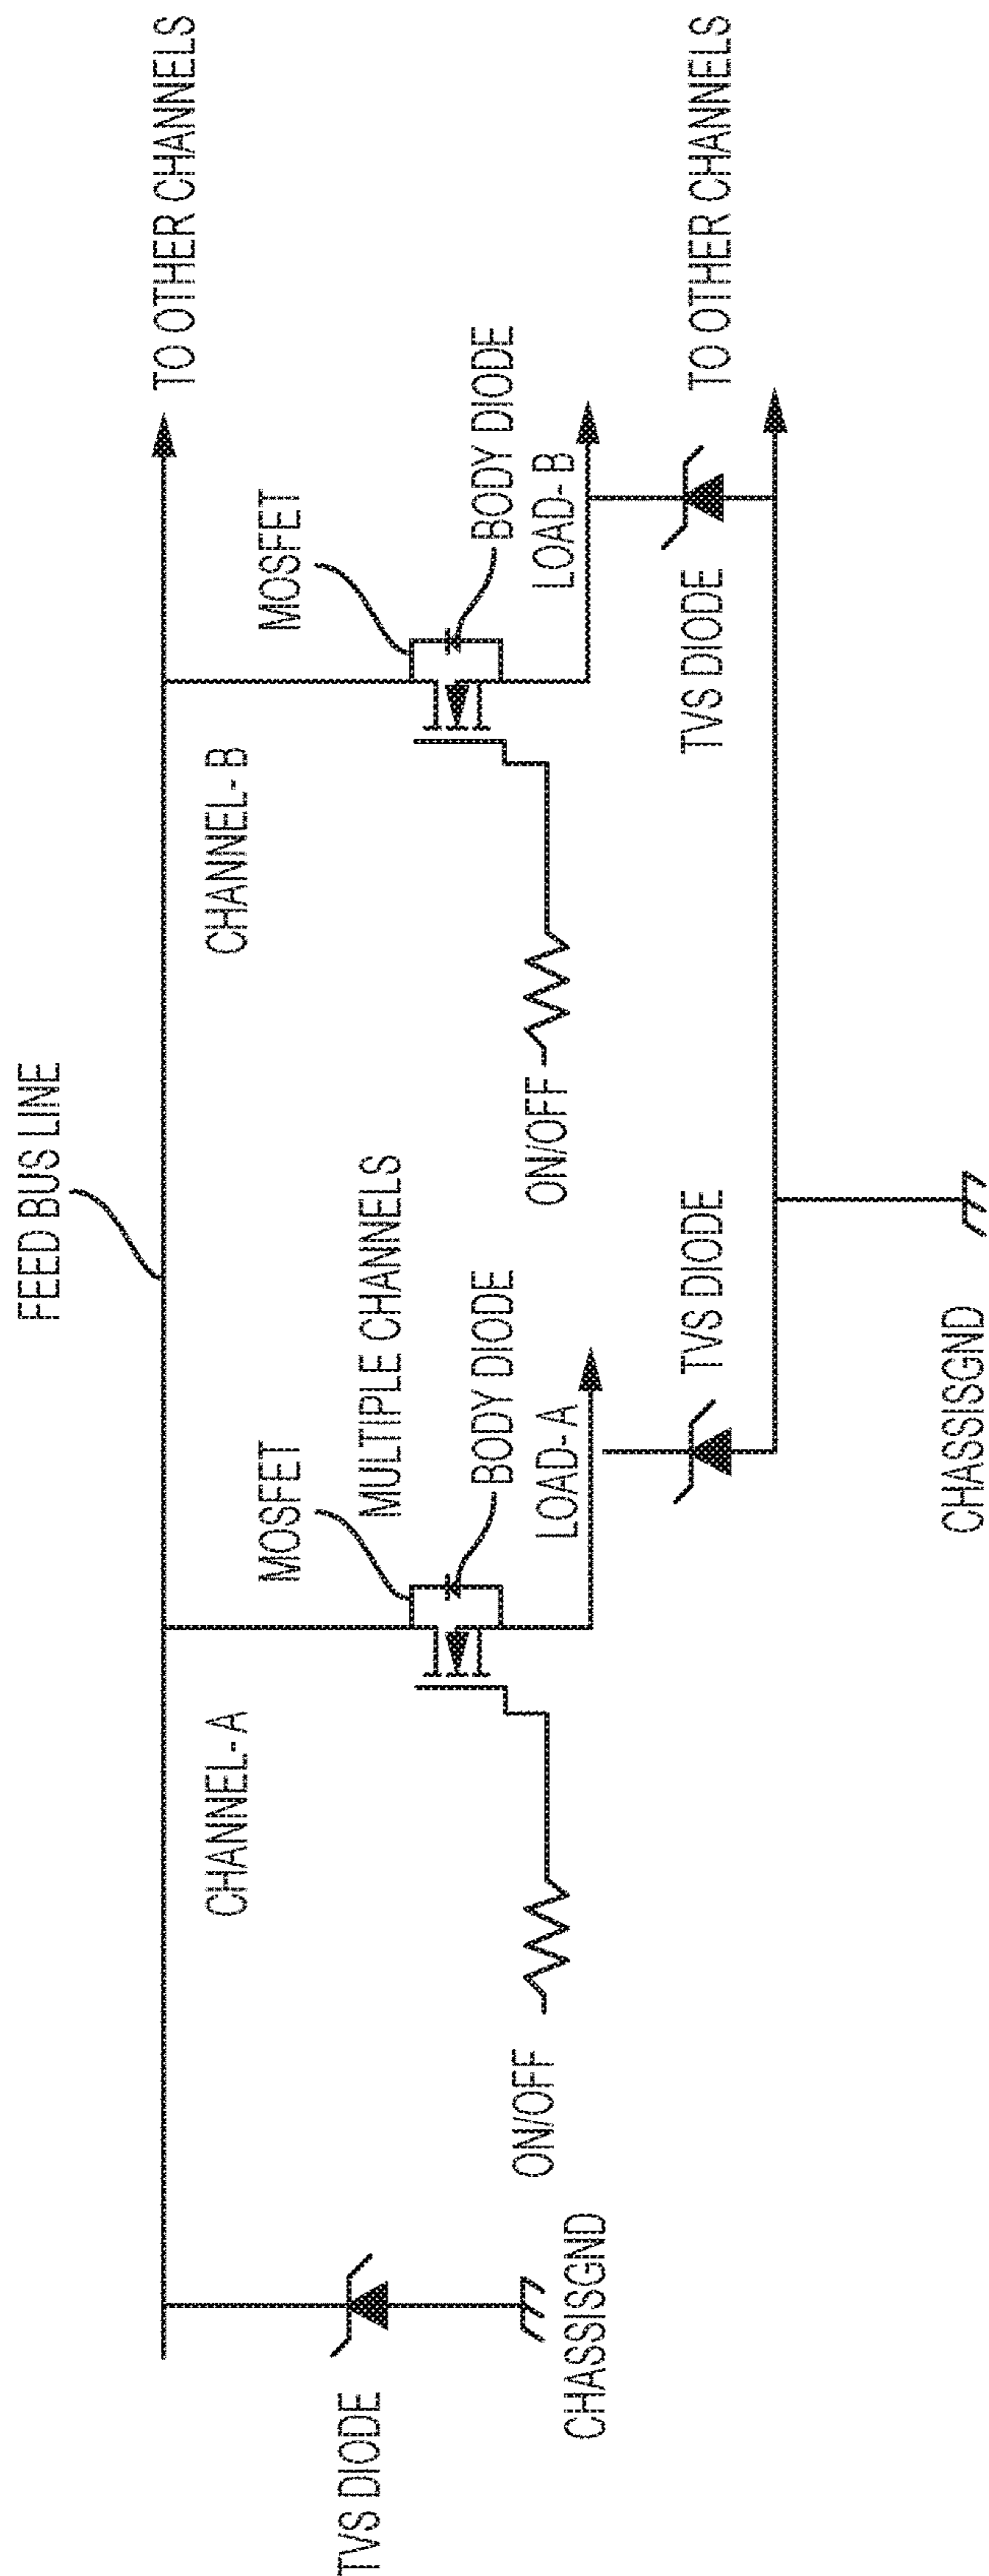 FEED BUS LINE
TO OTHER CHANNELS
CHANNEL-A
CHANNEL-B
MOSFET
MOSFET
TVS DIODE
MULTIPLE CHANNELS
BODY DIODE
BODY DIODE
ON/OFF
LOAD-A
ON/OFF
LOAD-B
CHASSISGND
TVS DIODE
TVS DIODE
TO OTHER CHANNELS
CHASSISGND